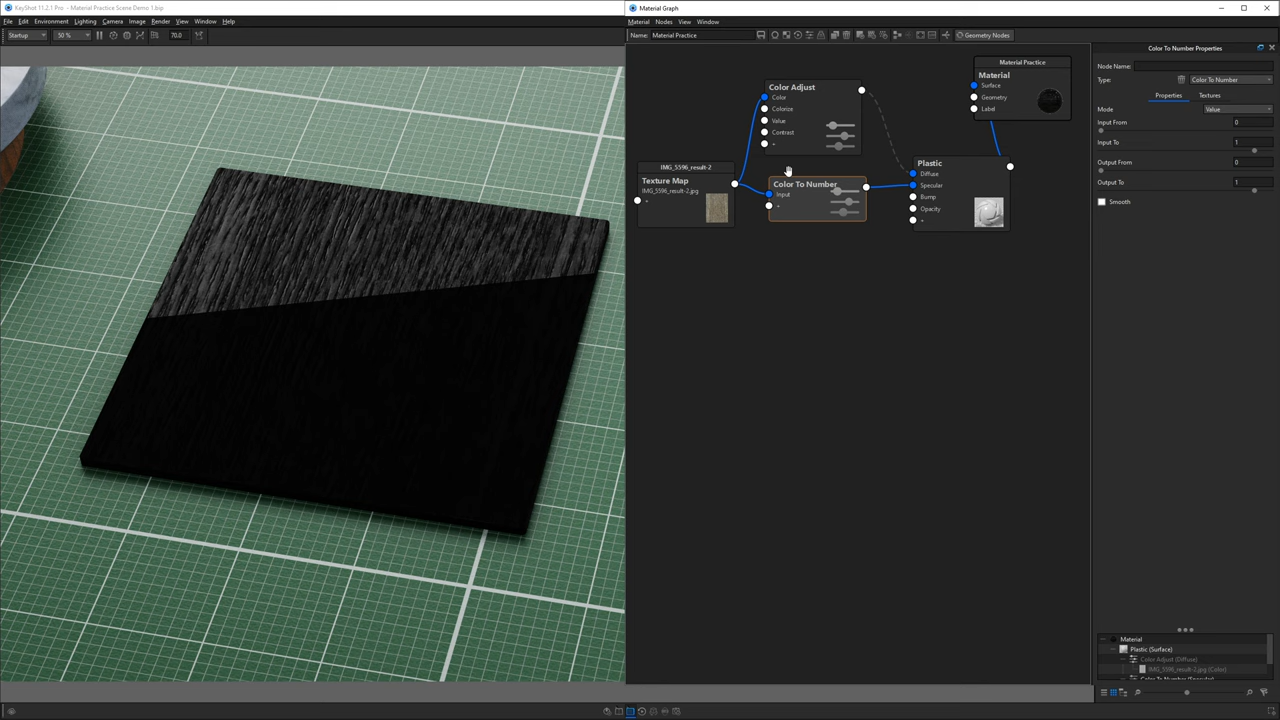 KeyShot 11.2.1 Pro - Material Practice Scene Demo 1.bip
File Edit Environment Lighting Camera Image Render View Window Help
Startup 50 % 70.0
Material Graph
Material Nodes View Window
Name: Material Practice Geometry Nodes
Material Practice
Material
Surface
Geometry
Label
Color Adjust
Color
Colorize
Value
Contrast
+
IMG_5596_result-2
Texture Map
IMG_5596_result-2.jpg
+
Color To Number
Input
+
Plastic
Diffuse
Specular
Bump
Opacity
+
Color To Number Properties
Node Name:
Type: Color To Number
Properties Textures
Mode Value
Input From 0
Input To 1
Output From 0
Output To 1
Smooth
Material
Plastic (Surface)
Color Adjust (Diffuse)
IMG_5596_result-2.jpg (Color)
Color To Number (Specular)